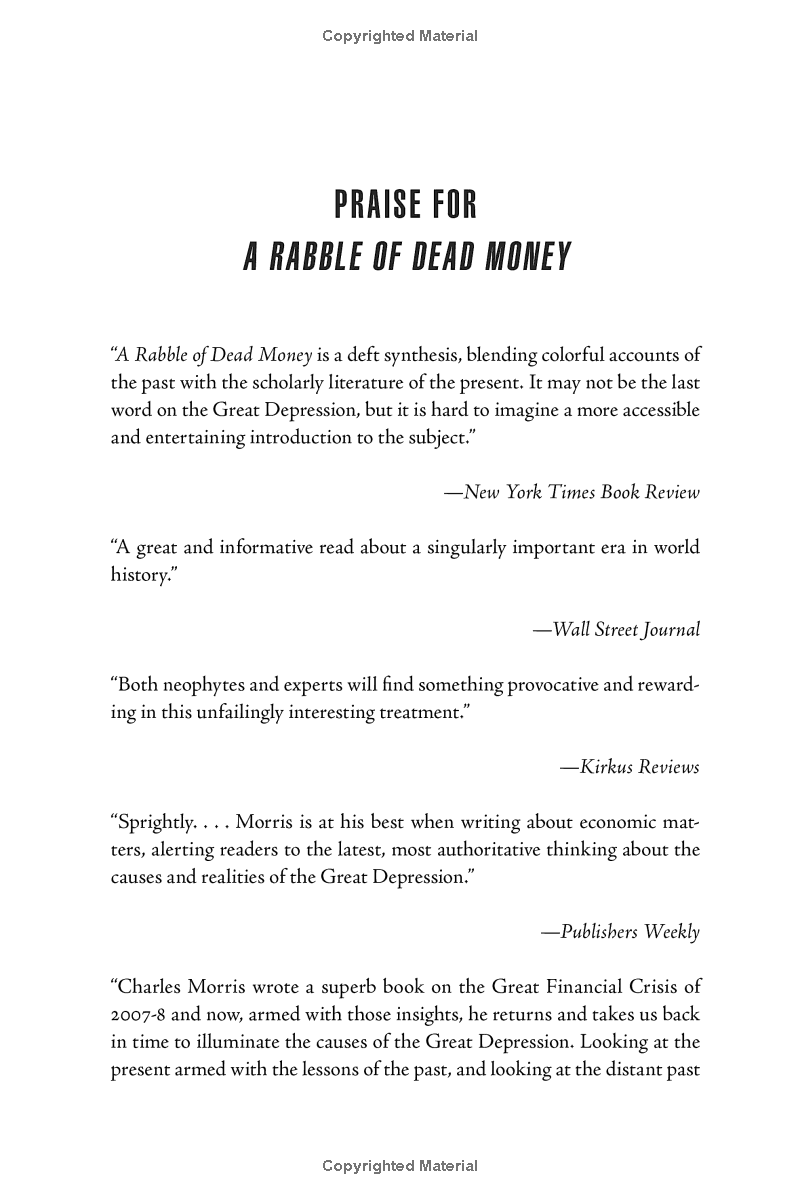 Copyrighted Material
PRAISE FOR
A RABBLE OF DEAD MONEY
“A Rabble of Dead Money is a deft synthesis, blending colorful accounts of
the past with the scholarly literature of the present. It may not be the last
word on the Great Depression, but it is hard to imagine a more accessible
and entertaining introduction to the subject.”
—New York Times Book Review
“A great and informative read about a singularly important era in world
history.”
—Wall Street Journal
“Both neophytes and experts will find something provocative and reward-
ing in this unfailingly interesting treatment.”
—Kirkus Reviews
“Sprightly. . . . Morris is at his best when writing about economic mat-
ters, alerting readers to the latest, most authoritative thinking about the
causes and realities of the Great Depression.”
—Publishers Weekly
“Charles Morris wrote a superb book on the Great Financial Crisis of
2007-8 and now, armed with those insights, he returns and takes us back
in time to illuminate the causes of the Great Depression. Looking at the
present armed with the lessons of the past, and looking at the distant past
Copyrighted Material